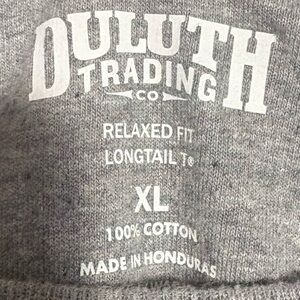 DULUTH
TRADING
CO
RELAXED FIT
LONGTAIL T®
XL
100% COTTON
MADE IN HONDURAS